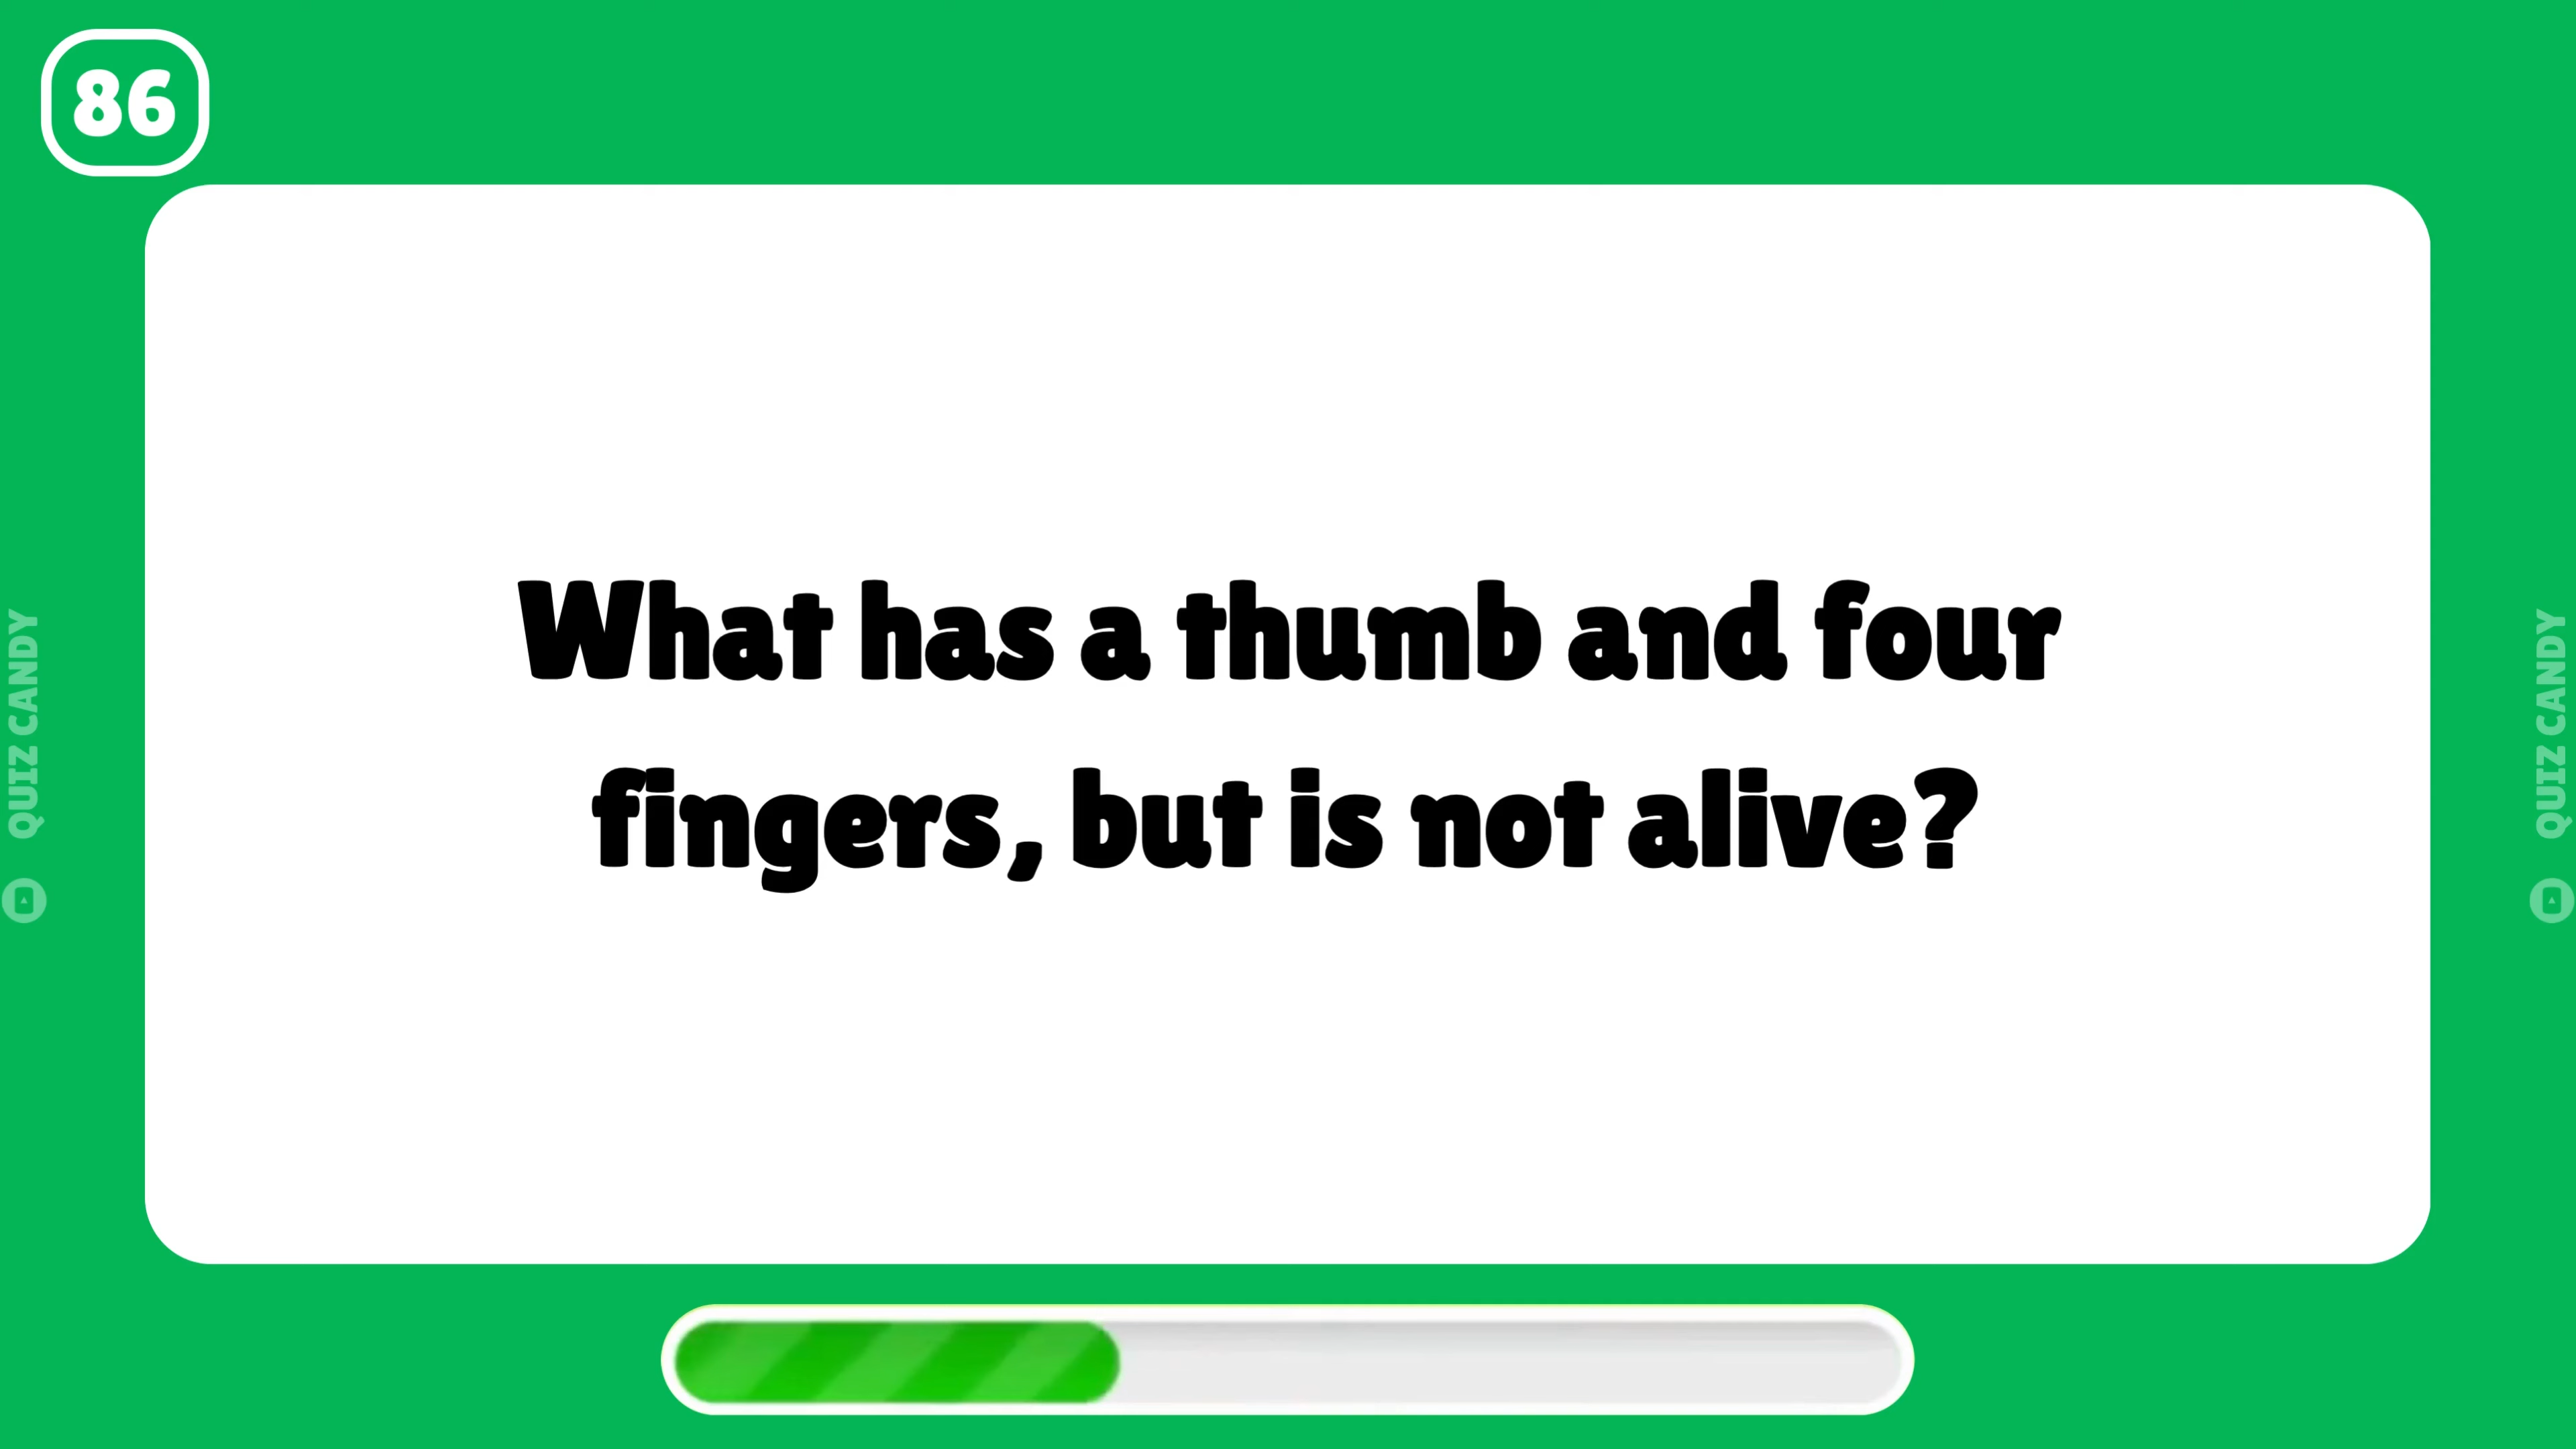 86
What has a thumb and four
fingers, but is not alive?
QUIZ CANDY
QUIZ CANDY